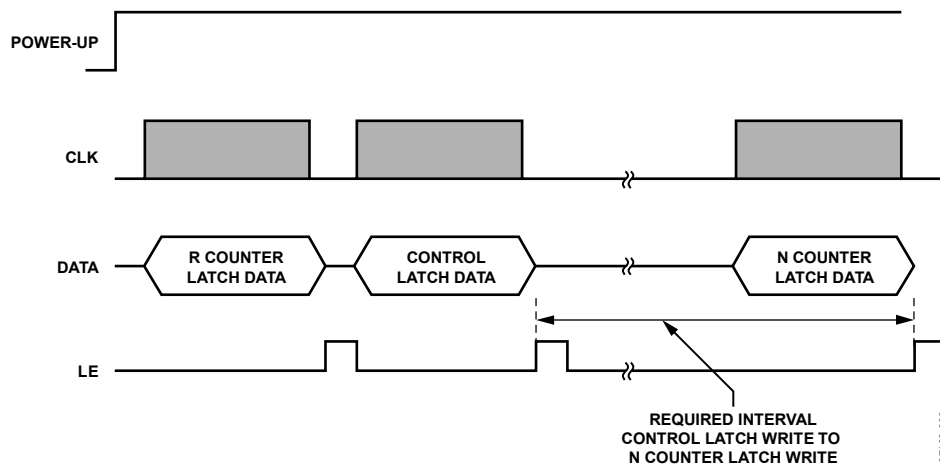 POWER-UP
CLK
DATA
R COUNTER
LATCH DATA
CONTROL
LATCH DATA
N COUNTER
LATCH DATA
LE
REQUIRED INTERVAL
CONTROL LATCH WRITE TO
N COUNTER LATCH WRITE